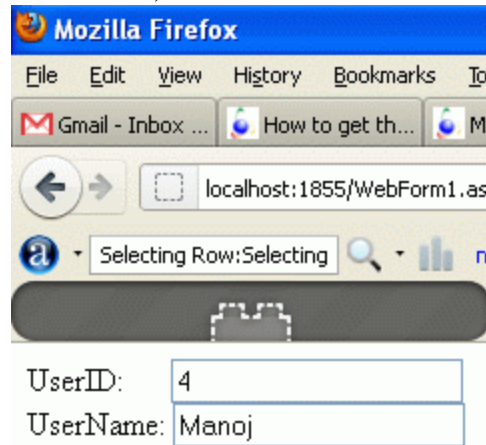 Mozilla Firefox
File Edit View History Bookmarks
Gmail - Inbox ... How to get th... M
localhost:1855/WebForm1.as
a Selecting Row:Selecting
UserID: 4
UserName: Manoj